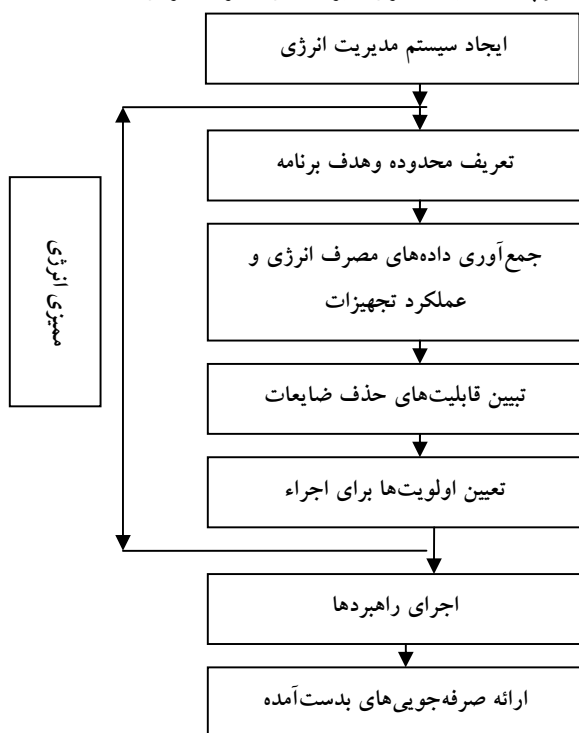 ایجاد سیستم مدیریت انرژی
تعریف محدوده وهدف برنامه
جمع‌آوری داده‌های مصرف انرژی و
عملکرد تجهیزات
تبیین قابلیت‌های حذف ضایعات
تعیین اولویت‌ها برای اجراء
ممیزی انرژی
اجرای راهبردها
ارائه صرفه‌جویی‌های بدست‌آمده